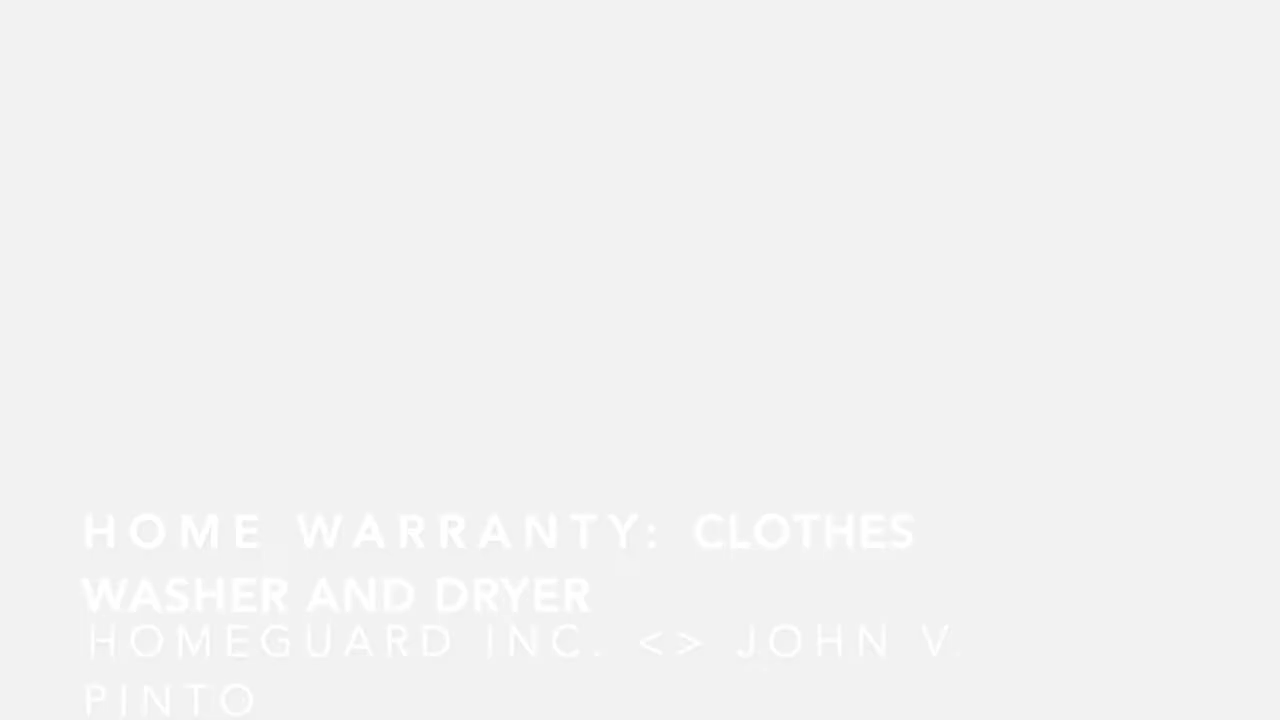 HOME WARRANTY: CLOTHES
WASHER AND DRYER
HOMEGUARD INC. <> JOHN V.
PINTO